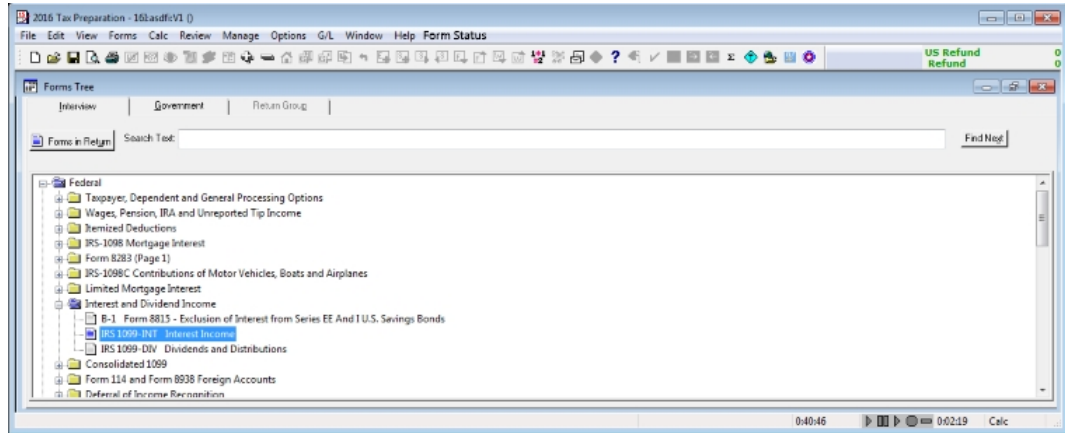 2016 Tax Preparation - 16I:asdf:V1 ()
File Edit View Forms Calc Review Manage Options G/L Window Help Form Status
US Refund 0
Refund 0
Forms Tree
Interview Government Return Group
Forms in Return Search Text: Find Next
Federal
Taxpayer, Dependent and General Processing Options
Wages, Pension, IRA and Unreported Tip Income
Itemized Deductions
IRS-1098 Mortgage Interest
Form 8283 (Page 1)
IRS-1098C Contributions of Motor Vehicles, Boats and Airplanes
Limited Mortgage Interest
Interest and Dividend Income
B-1 Form 8815 - Exclusion of Interest from Series EE And I U.S. Savings Bonds
IRS 1099-INT Interest Income
IRS 1099-DIV Dividends and Distributions
Consolidated 1099
Form 114 and Form 8938 Foreign Accounts
Deferral of Income Recognition
0:40:46 0:02:19 Calc